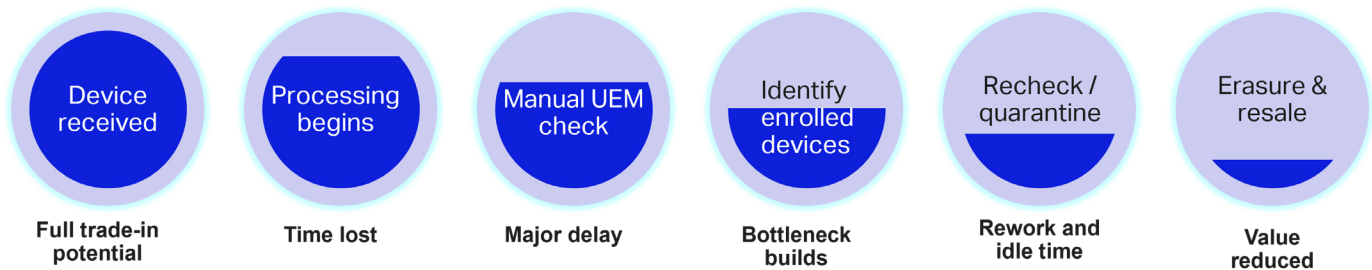 Device
received
Processing
begins
Manual UEM
check
Identify
enrolled
devices
Recheck /
quarantine
Erasure &
resale
Full trade-in
potential
Time lost
Major delay
Bottleneck
builds
Rework and
idle time
Value
reduced